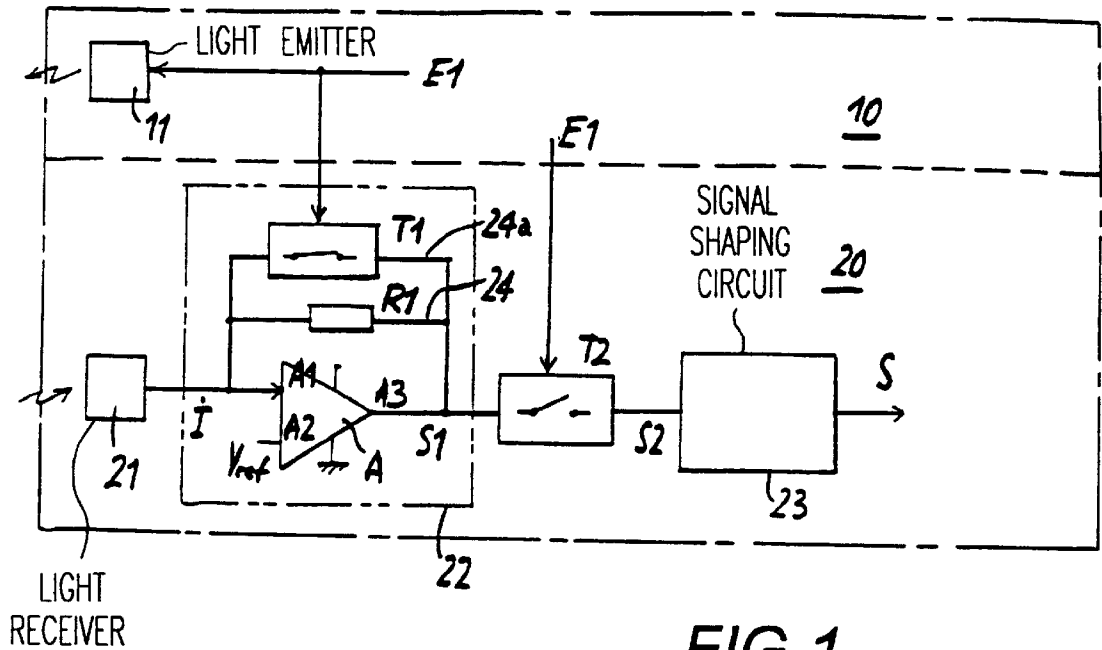 LIGHT EMITTER
E1
11
10
E1
T1
24a
SIGNAL
SHAPING
CIRCUIT
20
24
R1
T2
A1
A3
S
I
A2
S1
S2
Vref
A
21
23
22
LIGHT
RECEIVER
FIG 1